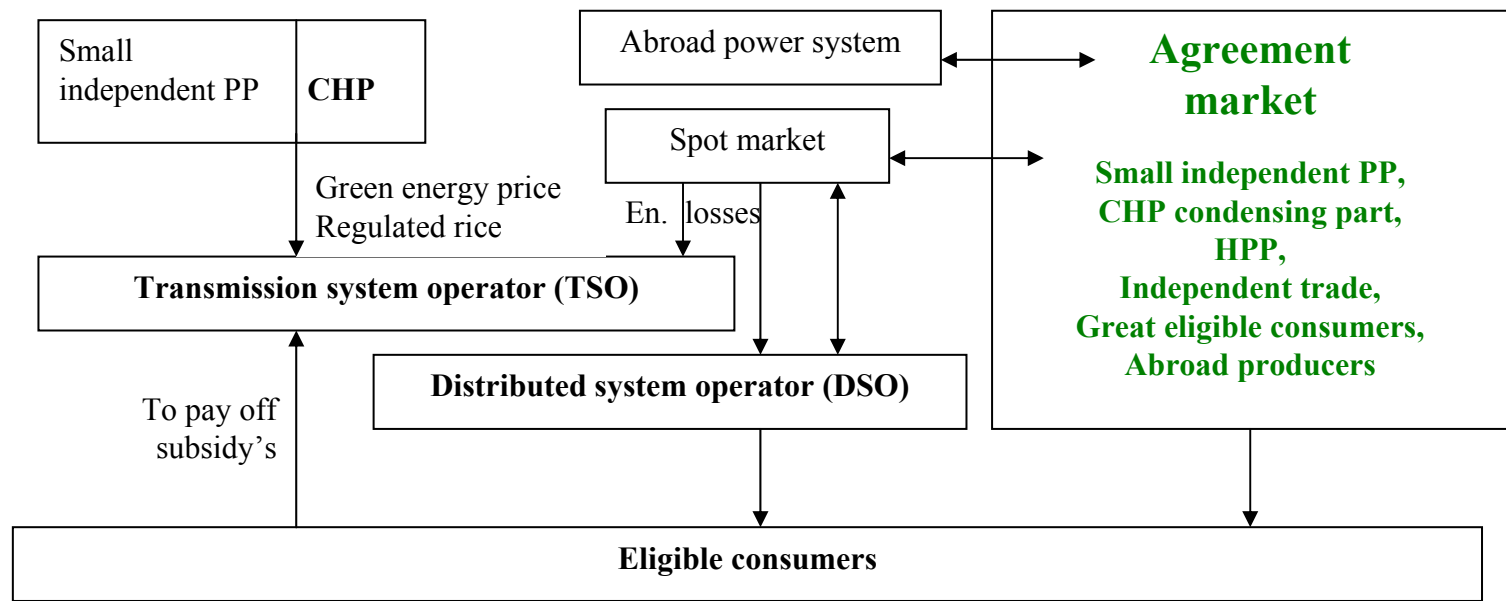 Small
independent PP
CHP
Abroad power system
Agreement
market
Spot market
Small independent PP,
CHP condensing part,
HPP,
Independent trade,
Great eligible consumers,
Abroad producers
Green energy price
Regulated rice
En. losses
Transmission system operator (TSO)
Distributed system operator (DSO)
To pay off
subsidy’s
Eligible consumers